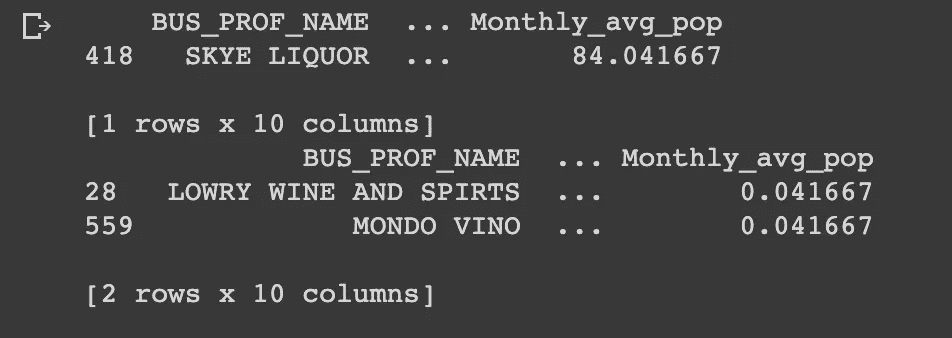 BUS_PROF_NAME ... Monthly_avg_pop
418 SKYE LIQUOR ... 84.041667
[1 rows x 10 columns]
BUS_PROF_NAME ... Monthly_avg_pop
28 LOWRY WINE AND SPIRTS ... 0.041667
559 MONDO VINO ... 0.041667
[2 rows x 10 columns]